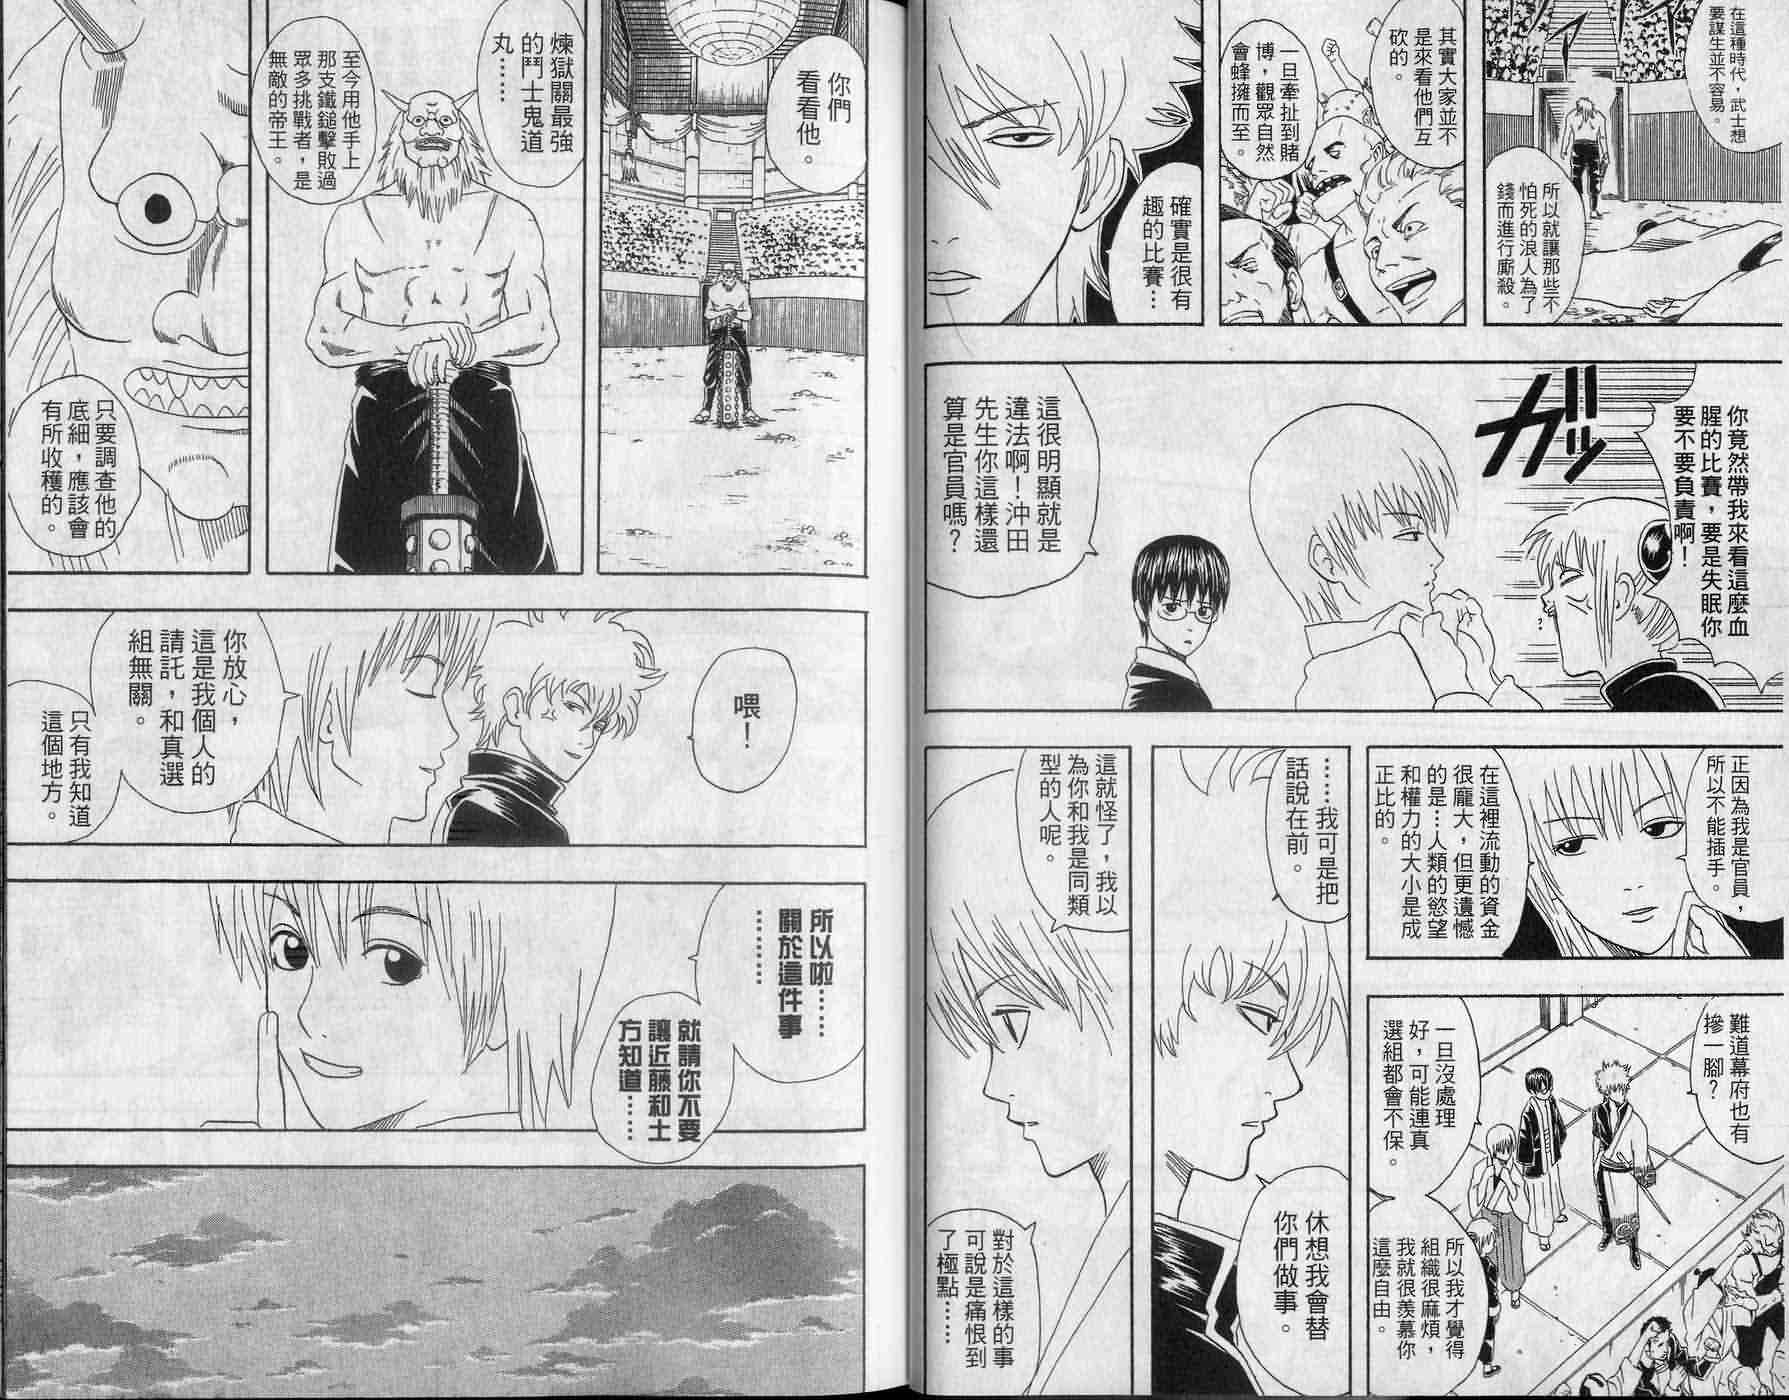 在這種時代，武士想
要謀生並不容易。
所以就讓那些不
怕死的浪人為了
錢而進行廝殺。
其實大家並不
是來看他們互
砍的。
一旦牽扯到賭
博，觀眾自然
會蜂擁而至。
確實是很有
趣的比賽…
你竟然帶我來看這麼血
腥的比賽，要是失眠你
要不要負責啊！
ガッ
這很明顯就是
違法啊！沖田
先生你這樣還
算是官員嗎？
正因為我是官員，
所以不能插手。
在這裡流動的資金
很龐大，但更遺憾
的是…人類的慾望
和權力的大小是成
正比的。
難道幕府也有
摻一腳？
一旦沒處理
好，可能連真
選組都會不保。
所以我才覺得
組織很麻煩，
我就很羨慕你
這麼自由。
……我可是把
話說在前。
休想我會替
你們做事。
這就怪了，我以
為你和我是同類
型的人呢。
對於這樣的事
可說是痛恨到
了極點……
你們
看看他。
煉獄關最強
的鬥士鬼道
丸……
至今用他手上
那支鐵鎚擊敗過
眾多挑戰者，是
無敵的帝王。
只要調查他的
底細，應該會
有所收穫的。
喂！
你放心，
這是我個人的
請託，和真選
組無關。
只有我知道
這個地方。
所以啦……
關於這件事
………
就請你不要
讓近藤和土
方知道……